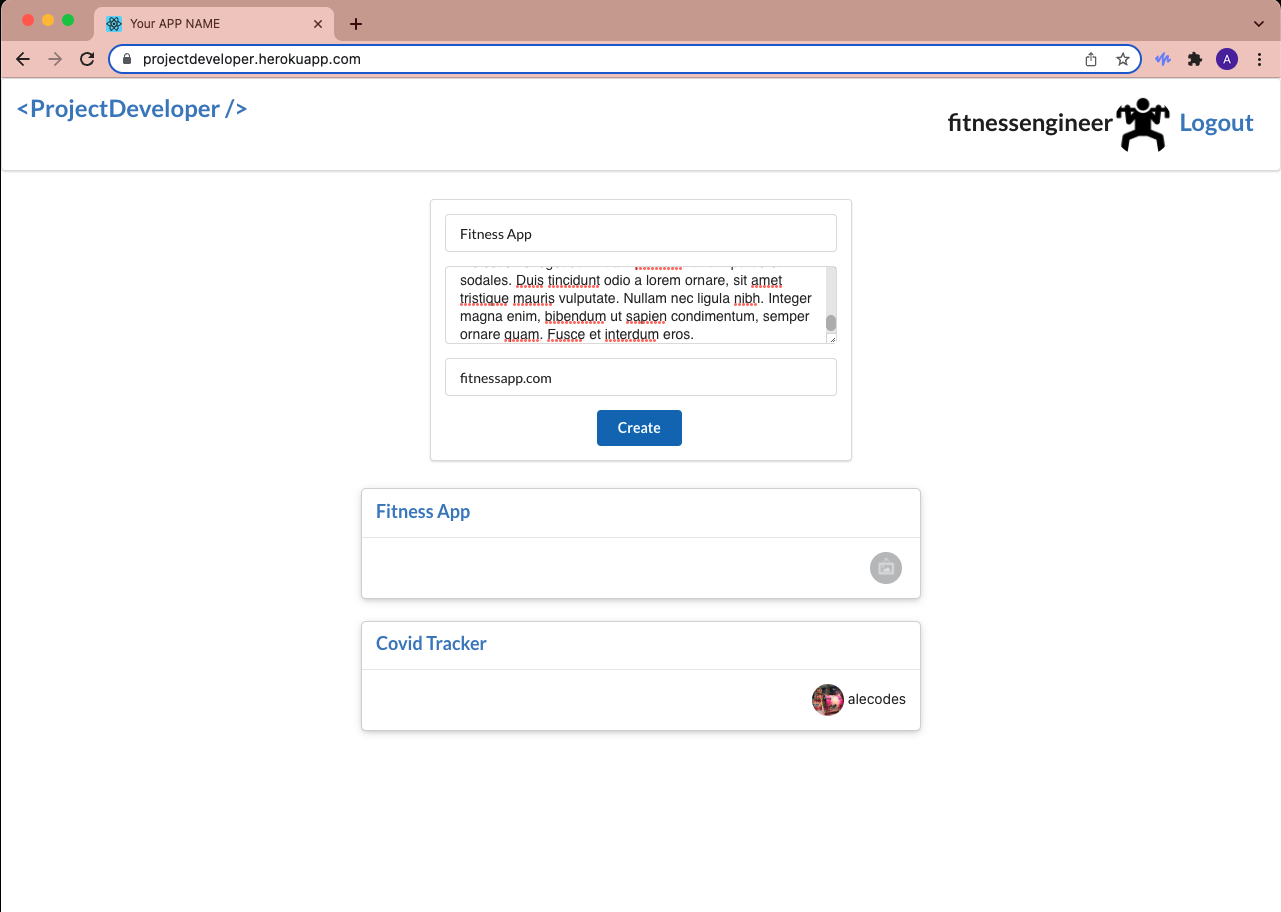 Your APP NAME
projectdeveloper.herokuapp.com
A
<ProjectDeveloper />
fitnessengineer
Logout
Fitness App
sodales. Duis tincidunt odio a lorem ornare, sit amet
tristique mauris vulputate. Nullam nec ligula nibh. Integer
magna enim, bibendum ut sapien condimentum, semper
ornare quam. Fusce et interdum eros.
fitnessapp.com
Create
Fitness App
Covid Tracker
alecodes